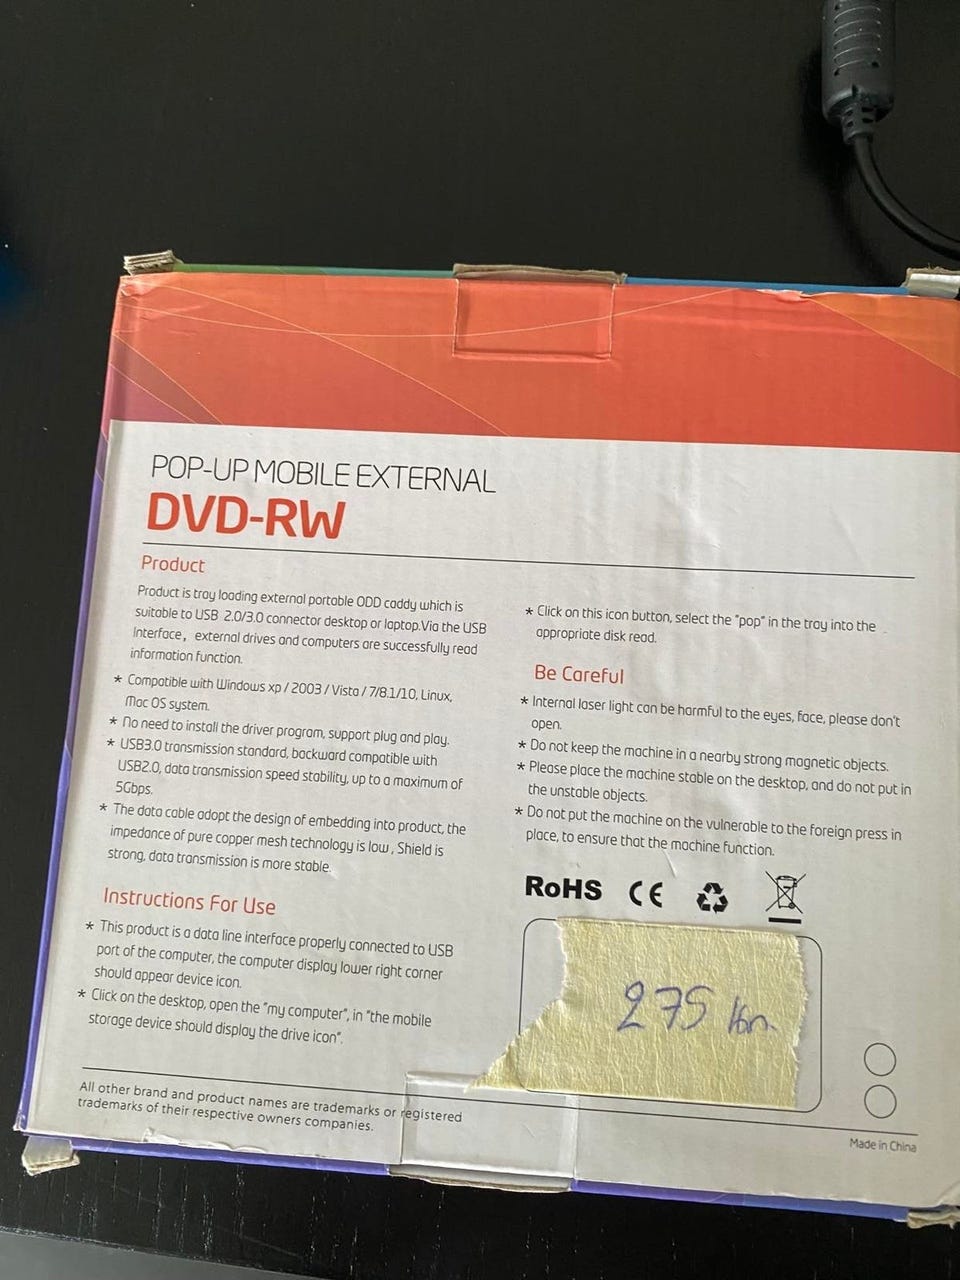 POP-UP MOBILE EXTERNAL
DVD-RW
Product
Product is tray loading external portable ODD caddy which is
suitable to USB 2.0/3.0 connector desktop or laptop.Via the USB
Interface, external drives and computers are successfully read
information function.
* Compatible with Windows xp / 2003 / Vista / 7/8.1/10, Linux,
Mac OS system.
* No need to install the driver program, support plug and play.
* USB3.0 transmission standard, backward compatible with
USB2.0, data transmission speed stability, up to a maximum of
5Gbps.
* The data cable adopt the design of embedding into product, the
impedance of pure copper mesh technology is low , Shield is
strong, data transmission is more stable.
Instructions For Use
* This product is a data line interface properly connected to USB
port of the computer, the computer display lower right corner
should appear device icon.
* Click on the desktop, open the "my computer", in "the mobile
storage device should display the drive icon".
* Click on this icon button, select the "pop" in the tray into the
appropriate disk read.
Be Careful
* Internal laser light can be harmful to the eyes, face, please don't
open.
* Do not keep the machine in a nearby strong magnetic objects.
* Please place the machine stable on the desktop, and do not put in
the unstable objects.
* Do not put the machine on the vulnerable to the foreign press in
place, to ensure that the machine function.
RoHS CE
275
All other brand and product names are trademarks or registered
trademarks of their respective owners companies.
Made in China